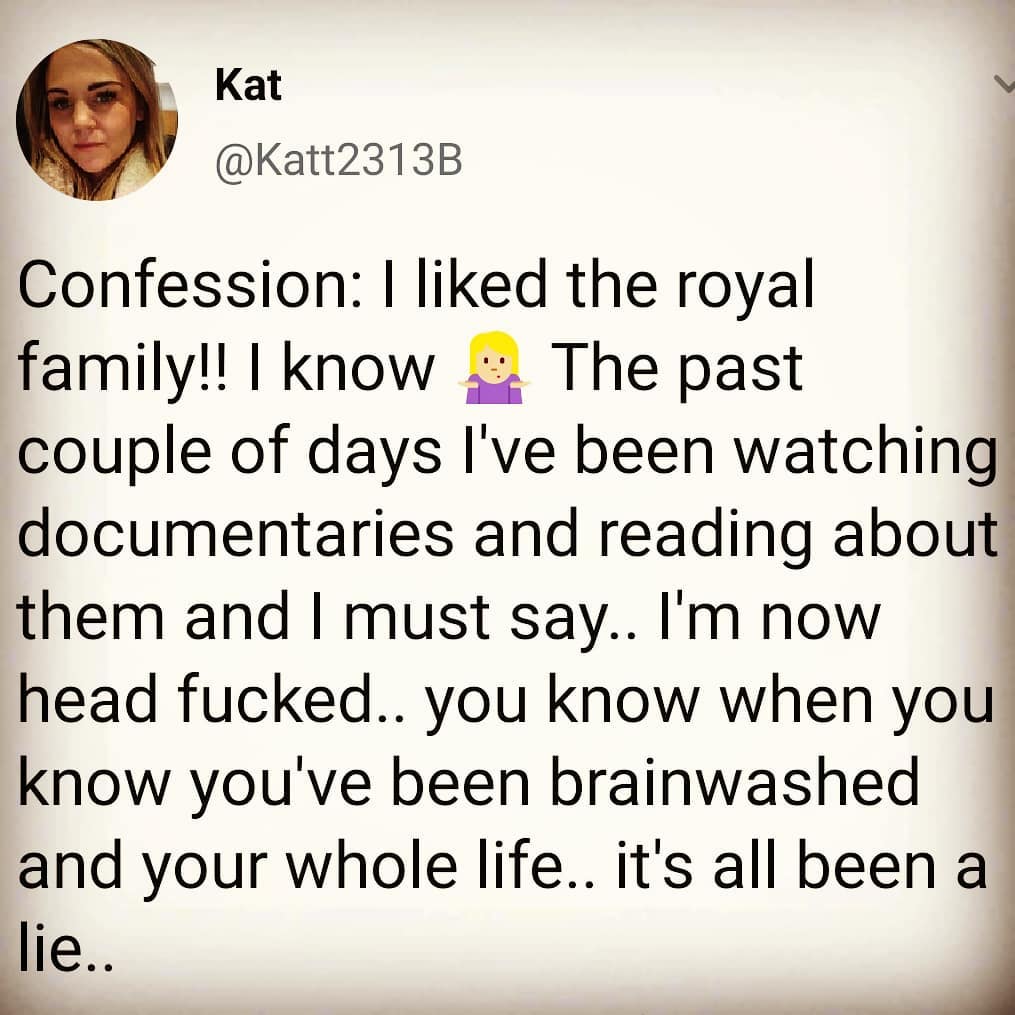 Kat
@Katt2313B
Confession: I liked the royal
family!! I know 🤷🏼‍♀️ The past
couple of days I've been watching
documentaries and reading about
them and I must say.. I'm now
head fucked.. you know when you
know you've been brainwashed
and your whole life.. it's all been a
lie..